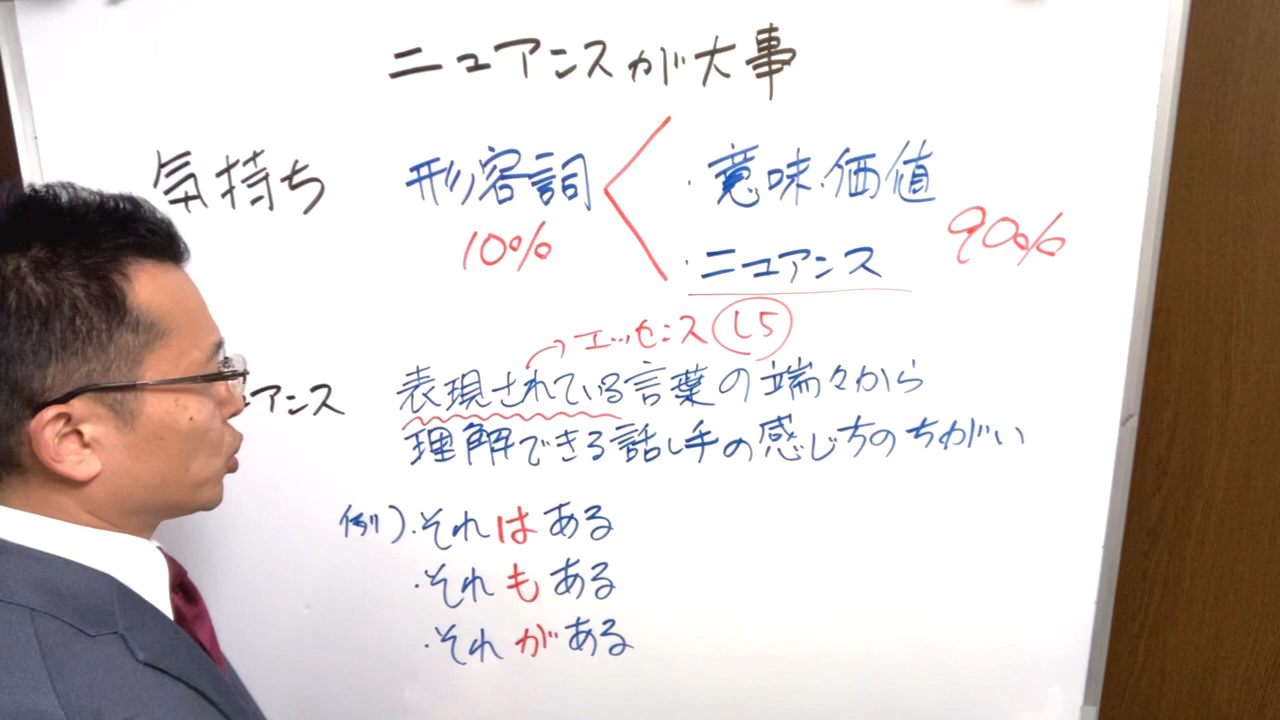 ニュアンスが大事
気持ち 形容詞 ・意味・価値
10% 90%
・ニュアンス
エッセンス L5
アンス 表現されている言葉の端々から
理解できる話し手の感じ方のちがい
例)・それはある
・それもある
・それがある